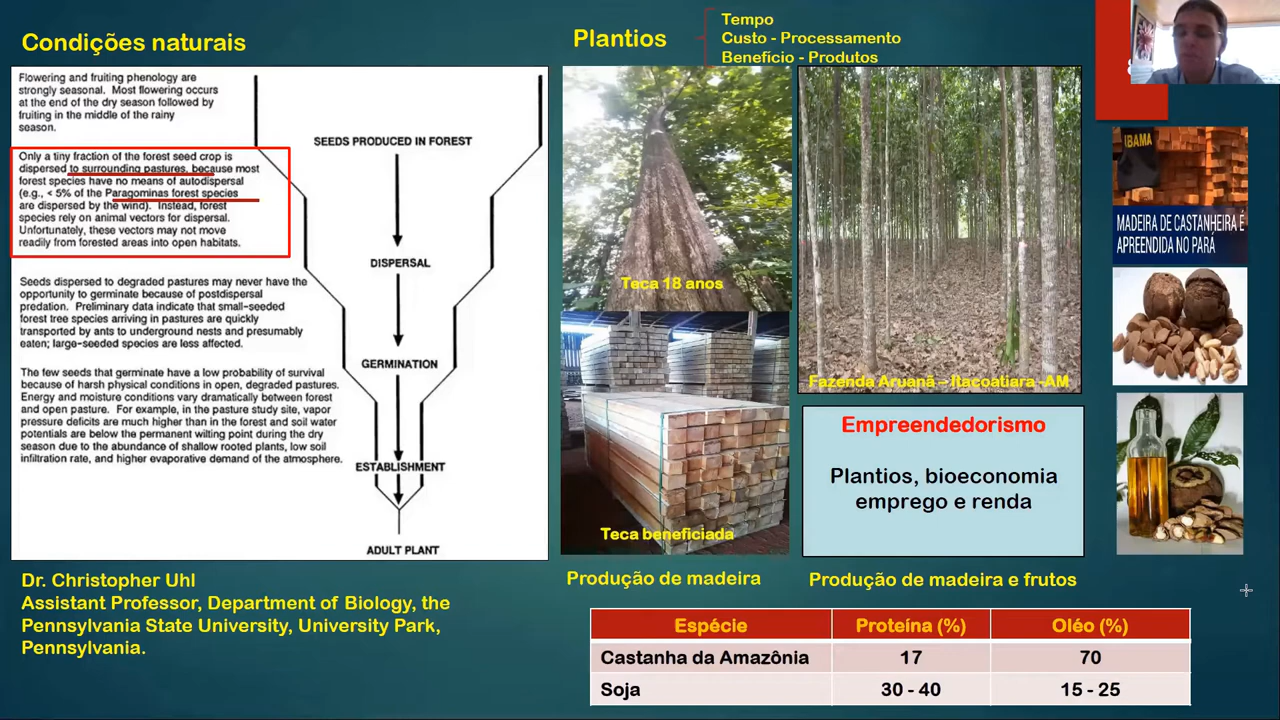 Condições naturais
Flowering and fruiting phenology are
strongly seasonal. Most flowering occurs
at the end of the dry season followed by
fruiting in the middle of the rainy
season.
Only a tiny fraction of the forest seed crop is
dispersed to surrounding pastures, because most
forest species have no means of autodispersal
(e.g., < 5% of the Paragominas forest species
are dispersed by the wind). Instead, forest
species rely on animal vectors for dispersal.
Unfortunately, these vectors may not move
readily from forested areas into open habitats.
Seeds dispersed to degraded pastures may never have the
opportunity to germinate because of postdispersal
predation. Preliminary data indicate that small-seeded
forest tree species arriving in pastures are quickly
transported by ants to underground nests and presumably
eaten; large-seeded species are less affected.
The few seeds that germinate have a low probability of survival
because of harsh physical conditions in open, degraded pastures.
Energy and moisture conditions vary dramatically between forest
and open pasture. For example, in the pasture study site, vapor
pressure deficits are much higher than in the forest and soil water
potentials are below the permanent wilting point during the dry
season due to the abundance of shallow rooted plants, low soil
infiltration rate, and higher evaporative demand of the atmosphere.
SEEDS PRODUCED IN FOREST
DISPERSAL
GERMINATION
ESTABLISHMENT
ADULT PLANT
Dr. Christopher Uhl
Assistant Professor, Department of Biology, the
Pennsylvania State University, University Park,
Pennsylvania.
Plantios
Tempo
Custo - Processamento
Benefício - Produtos
Teca 18 anos
Teca beneficiada
Produção de madeira
Fazenda Aruanã – Itacoatiara -AM
Empreendedorismo
Plantios, bioeconomia
emprego e renda
Produção de madeira e frutos
IBAMA
MADEIRA DE CASTANHEIRA É
APREENDIDA NO PARÁ
Espécie Proteína (%) Oléo (%)
Castanha da Amazônia 17 70
Soja 30 - 40 15 - 25